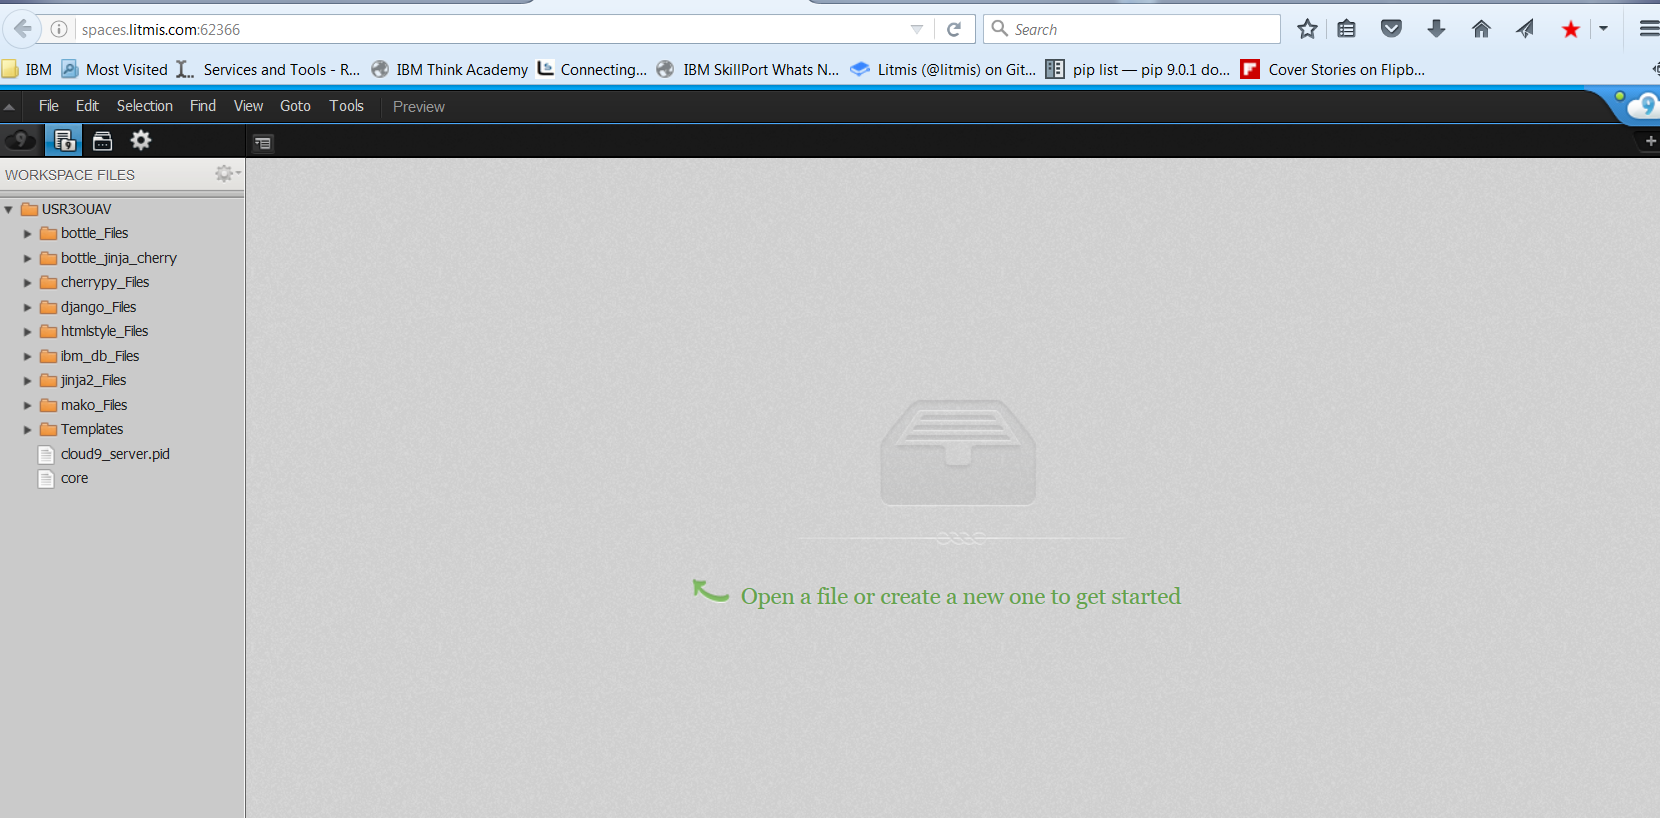 spaces.litmis.com:62366
Search
IBM Most Visited Services and Tools - R... IBM Think Academy Connecting... IBM SkillPort Whats N... Litmis (@litmis) on Git... pip list — pip 9.0.1 do... Cover Stories on Flipb...
File Edit Selection Find View Goto Tools Preview
WORKSPACE FILES
USR3OUAV
bottle_Files
bottle_jinja_cherry
cherrypy_Files
django_Files
htmlstyle_Files
ibm_db_Files
jinja2_Files
mako_Files
Templates
cloud9_server.pid
core
Open a file or create a new one to get started